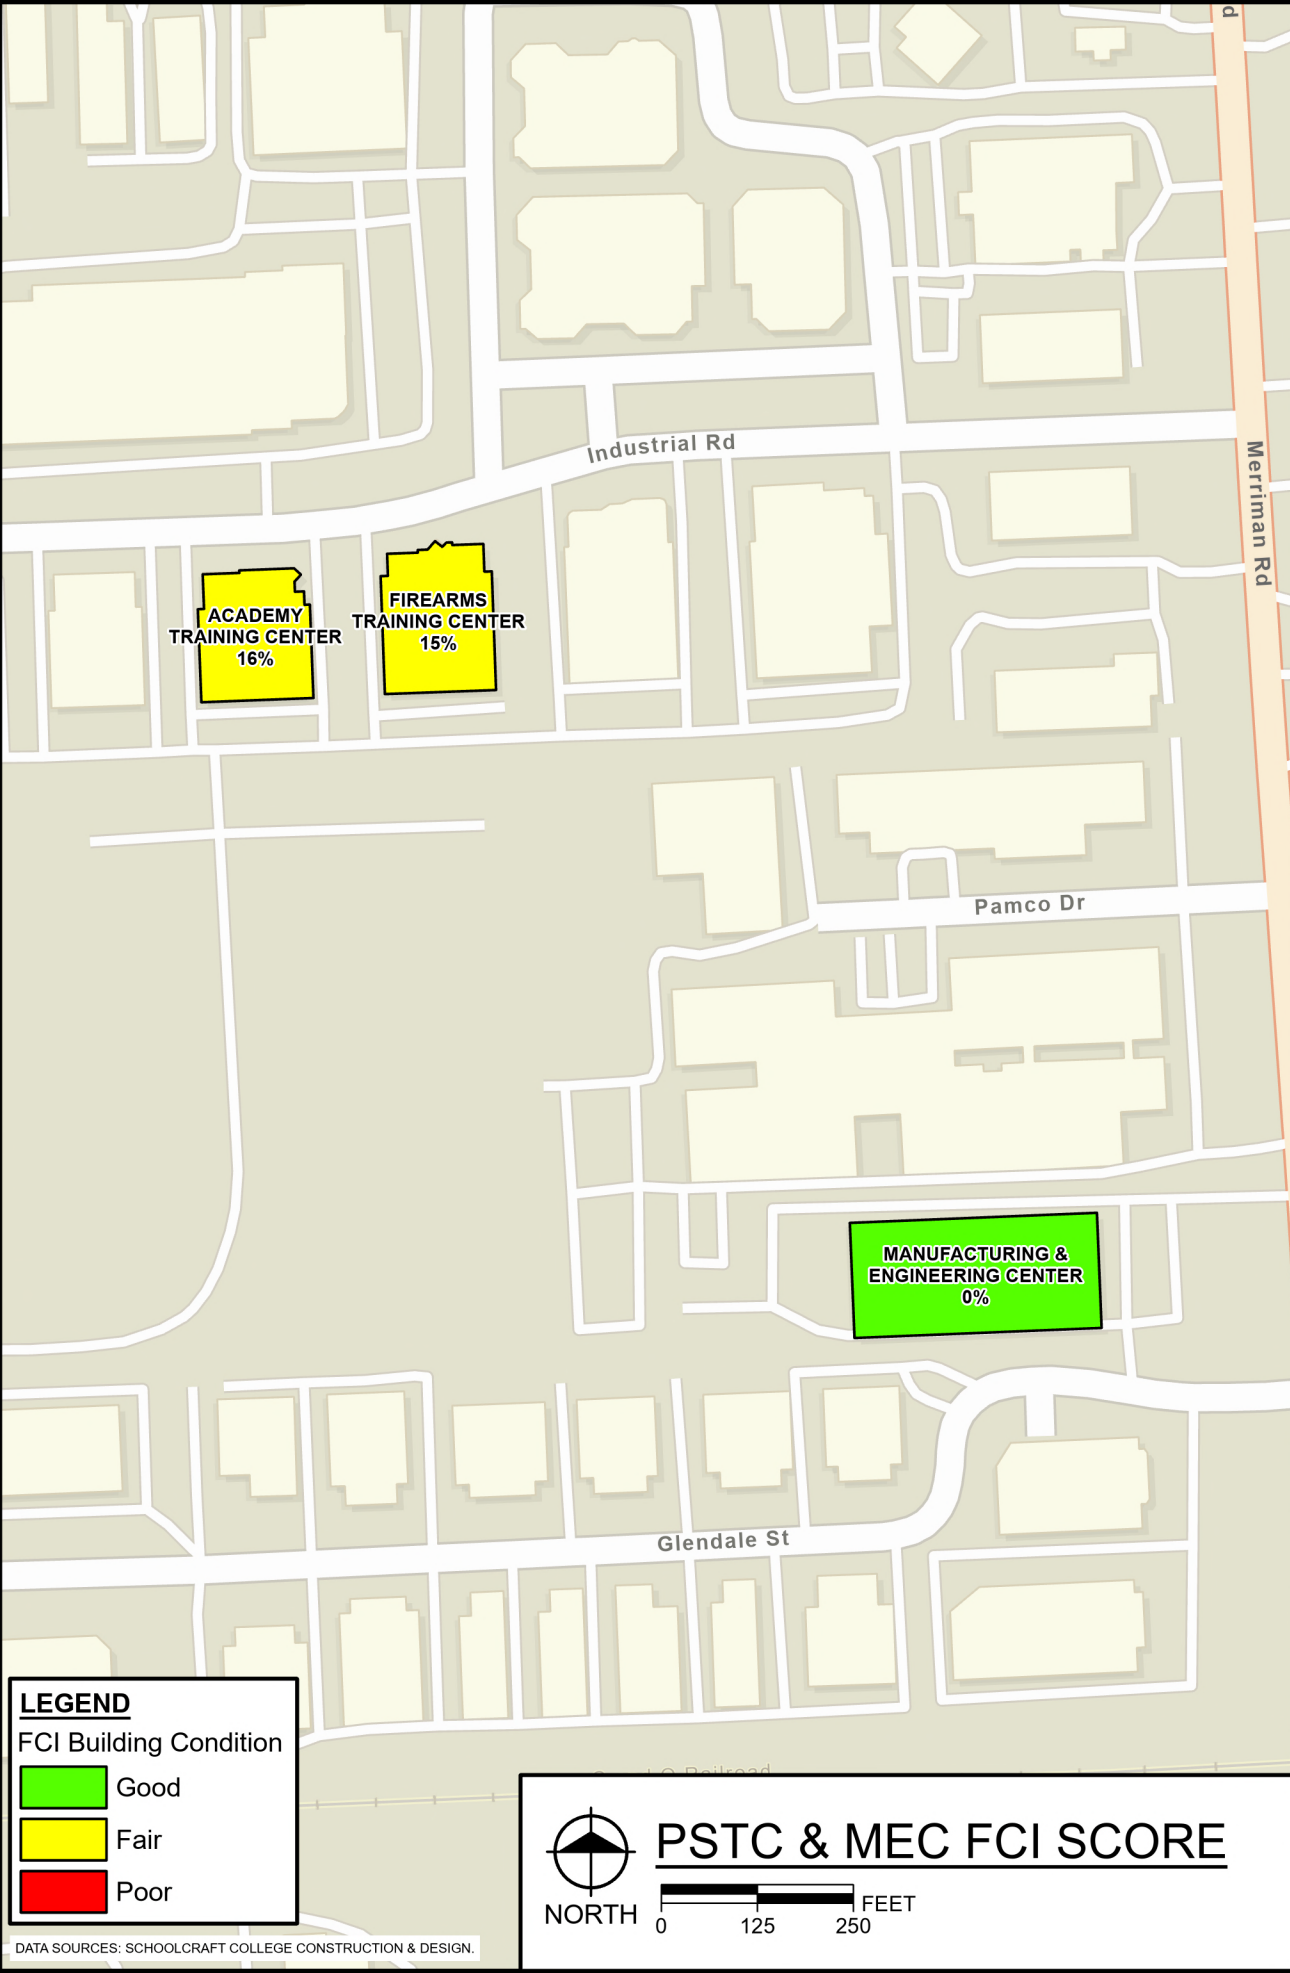 d
Industrial Rd
Merriman Rd
ACADEMY
TRAINING CENTER
16%
FIREARMS
TRAINING CENTER
15%
Pamco Dr
MANUFACTURING &
ENGINEERING CENTER
0%
Glendale St
Railroad
LEGEND
FCI Building Condition
Good
Fair
Poor
DATA SOURCES: SCHOOLCRAFT COLLEGE CONSTRUCTION & DESIGN.
NORTH
PSTC & MEC FCI SCORE
0 125 250 FEET